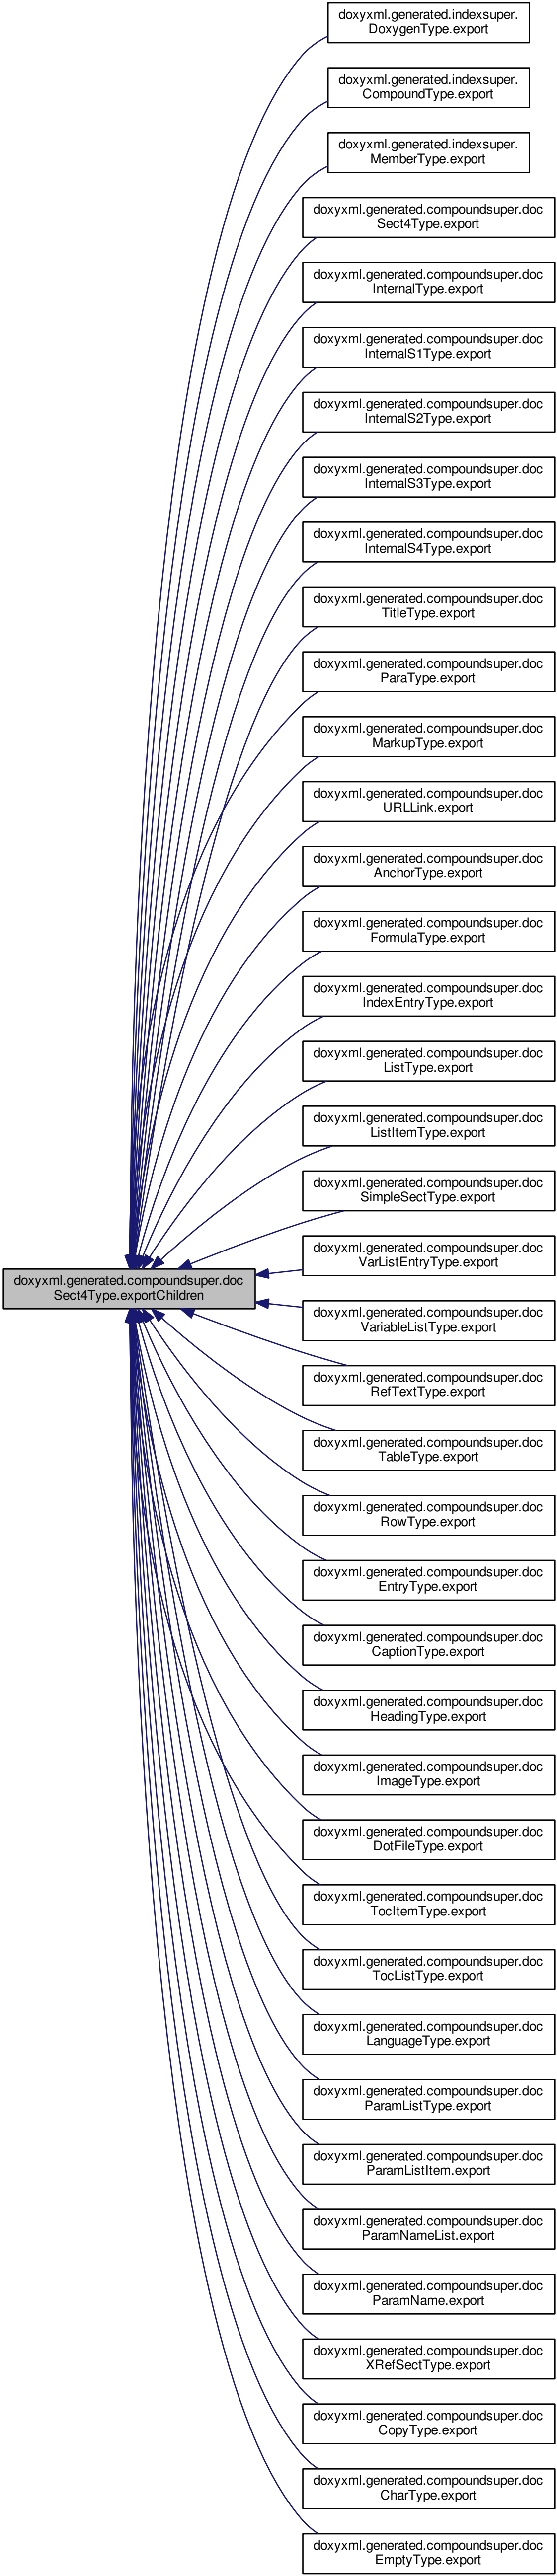 doxyxml.generated.indexsuper.
DoxygenType.export
doxyxml.generated.indexsuper.
CompoundType.export
doxyxml.generated.indexsuper.
MemberType.export
doxyxml.generated.compoundsuper.doc
Sect4Type.export
doxyxml.generated.compoundsuper.doc
InternalType.export
doxyxml.generated.compoundsuper.doc
InternalS1Type.export
doxyxml.generated.compoundsuper.doc
InternalS2Type.export
doxyxml.generated.compoundsuper.doc
InternalS3Type.export
doxyxml.generated.compoundsuper.doc
InternalS4Type.export
doxyxml.generated.compoundsuper.doc
TitleType.export
doxyxml.generated.compoundsuper.doc
ParaType.export
doxyxml.generated.compoundsuper.doc
MarkupType.export
doxyxml.generated.compoundsuper.doc
URLLink.export
doxyxml.generated.compoundsuper.doc
AnchorType.export
doxyxml.generated.compoundsuper.doc
FormulaType.export
doxyxml.generated.compoundsuper.doc
IndexEntryType.export
doxyxml.generated.compoundsuper.doc
ListType.export
doxyxml.generated.compoundsuper.doc
ListItemType.export
doxyxml.generated.compoundsuper.doc
SimpleSectType.export
doxyxml.generated.compoundsuper.doc
VarListEntryType.export
doxyxml.generated.compoundsuper.doc
Sect4Type.exportChildren
doxyxml.generated.compoundsuper.doc
VariableListType.export
doxyxml.generated.compoundsuper.doc
RefTextType.export
doxyxml.generated.compoundsuper.doc
TableType.export
doxyxml.generated.compoundsuper.doc
RowType.export
doxyxml.generated.compoundsuper.doc
EntryType.export
doxyxml.generated.compoundsuper.doc
CaptionType.export
doxyxml.generated.compoundsuper.doc
HeadingType.export
doxyxml.generated.compoundsuper.doc
ImageType.export
doxyxml.generated.compoundsuper.doc
DotFileType.export
doxyxml.generated.compoundsuper.doc
TocItemType.export
doxyxml.generated.compoundsuper.doc
TocListType.export
doxyxml.generated.compoundsuper.doc
LanguageType.export
doxyxml.generated.compoundsuper.doc
ParamListType.export
doxyxml.generated.compoundsuper.doc
ParamListItem.export
doxyxml.generated.compoundsuper.doc
ParamNameList.export
doxyxml.generated.compoundsuper.doc
ParamName.export
doxyxml.generated.compoundsuper.doc
XRefSectType.export
doxyxml.generated.compoundsuper.doc
CopyType.export
doxyxml.generated.compoundsuper.doc
CharType.export
doxyxml.generated.compoundsuper.doc
EmptyType.export